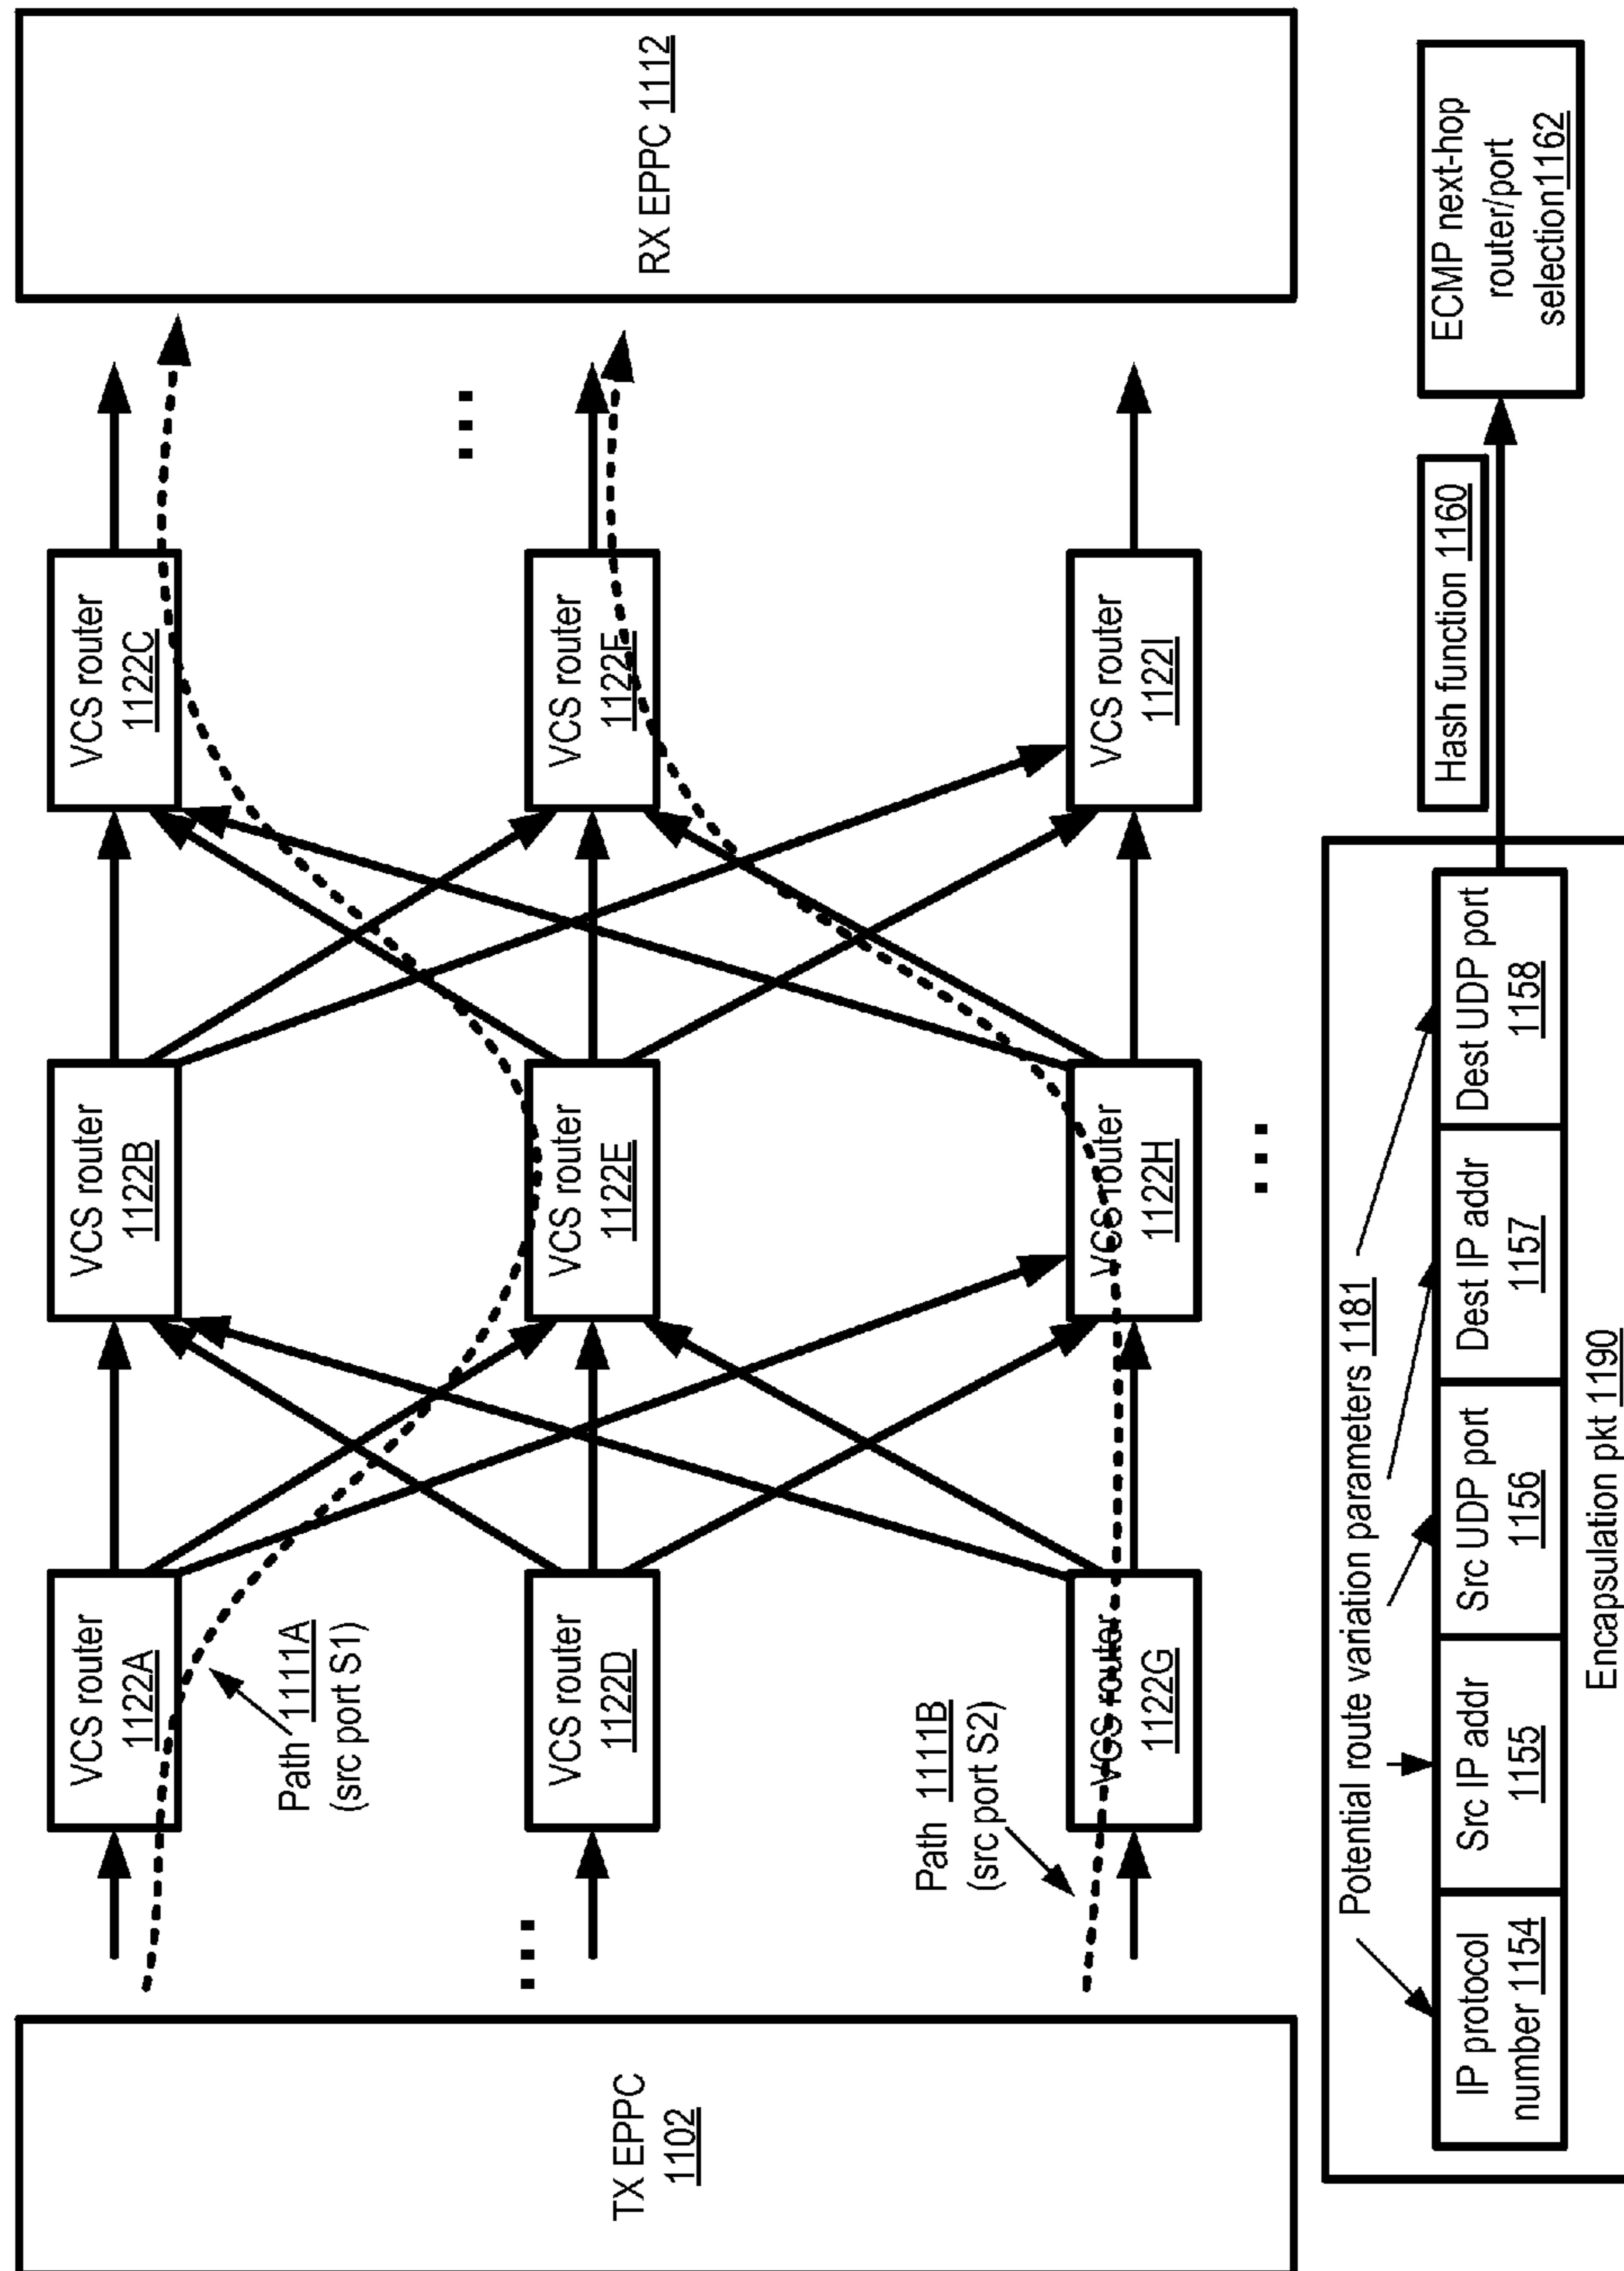 TX EPPC
1102
VCS router
1122A
VCS router
1122B
VCS router
1122C
Path 1111A
(src port S1)
...
...
VCS router
1122D
VCS router
1122E
VCS router
1122F
Path 1111B
(src port S2)
VCS router
1122G
VCS router
1122H
VCS router
1122I
...
RX EPPC 1112
Potential route variation parameters 1181
IP protocol
number 1154
Src IP addr
1155
Src UDP port
1156
Dest IP addr
1157
Dest UDP port
1158
Encapsulation pkt 1190
Hash function 1160
ECMP next-hop
router/port
selection1162